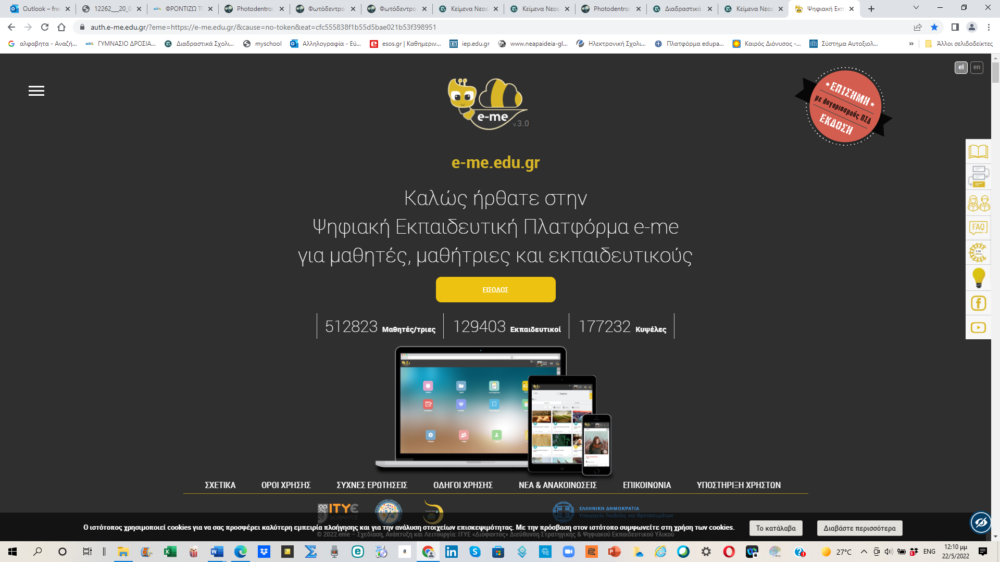 Outlook – free
12262___20_0
ΦΡΟΝΤΙΖΩ ΤΟ
Photodentro:
Φωτόδεντρο
Φωτόδεντρο
Κείμενα Νεοε
Κείμενα Νεοε
Photodentro:
Διαδραστικά
Κείμενα Νεοε
Ψηφιακή Εκπ
auth.e-me.edu.gr/?eme=https://e-me.edu.gr/&cause=no-token&eat=cfc555838f1b55d5bae021b53f398951
αλφαβητα - Αναζή...
ΓΥΜΝΑΣΙΟ ΔΡΟΣΙΑ...
Διαδραστικά Σχολι...
myschool
Αλληλογραφία - Εύ...
esos.gr | Καθημεριν...
iep.edu.gr
www.neapaideia-gl...
Ηλεκτρονική Σχολι...
Πλατφόρμα edupa...
Καιρός Διόνυσος -...
Σύστημα Αυτοξιολ...
»
Άλλοι σελιδοδείκτες
el en
e-me
v.3.0
ΕΠΙΣΗΜΗ
με λογαριασμούς ΠΣΔ
ΕΚΔΟΣΗ
e-me.edu.gr
Καλώς ήρθατε στην
Ψηφιακή Εκπαιδευτική Πλατφόρμα e-me
για μαθητές, μαθήτριες και εκπαιδευτικούς
FAQ
ΕΙΣΟΔΟΣ
512823 Μαθητές/τριες
129403 Εκπαιδευτικοί
177232 Κυψέλες
ΣΧΕΤΙΚΑ
ΟΡΟΙ ΧΡΗΣΗΣ
ΣΥΧΝΕΣ ΕΡΩΤΗΣΕΙΣ
ΟΔΗΓΟΙ ΧΡΗΣΗΣ
ΝΕΑ & ΑΝΑΚΟΙΝΩΣΕΙΣ
ΕΠΙΚΟΙΝΩΝΙΑ
ΥΠΟΣΤΗΡΙΞΗ ΧΡΗΣΤΩΝ
ΙΤΥΕ
ΔΙΟΦΑΝΤΟΣ
ΕΛΛΗΝΙΚΗ ΔΗΜΟΚΡΑΤΙΑ
Υπουργείο Παιδείας και Θρησκευμάτων
Ο ιστότοπος χρησιμοποιεί cookies για να σας προσφέρει καλύτερη εμπειρία πλοήγησης και για την ανάλυση στοιχείων επισκεψιμότητας. Με την πρόσβαση στον ιστότοπο συμφωνείτε στη χρήση των cookies.
Το κατάλαβα
Διαβάστε περισσότερα
© 2022 eme – Σχεδίαση, Ανάπτυξη και Λειτουργία: ΙΤΥΕ «Διόφαντος» Διεύθυνση Στρατηγικής & Ψηφιακού Εκπαιδευτικού Υλικού
27°C
ENG
12:10 μμ
22/5/2022